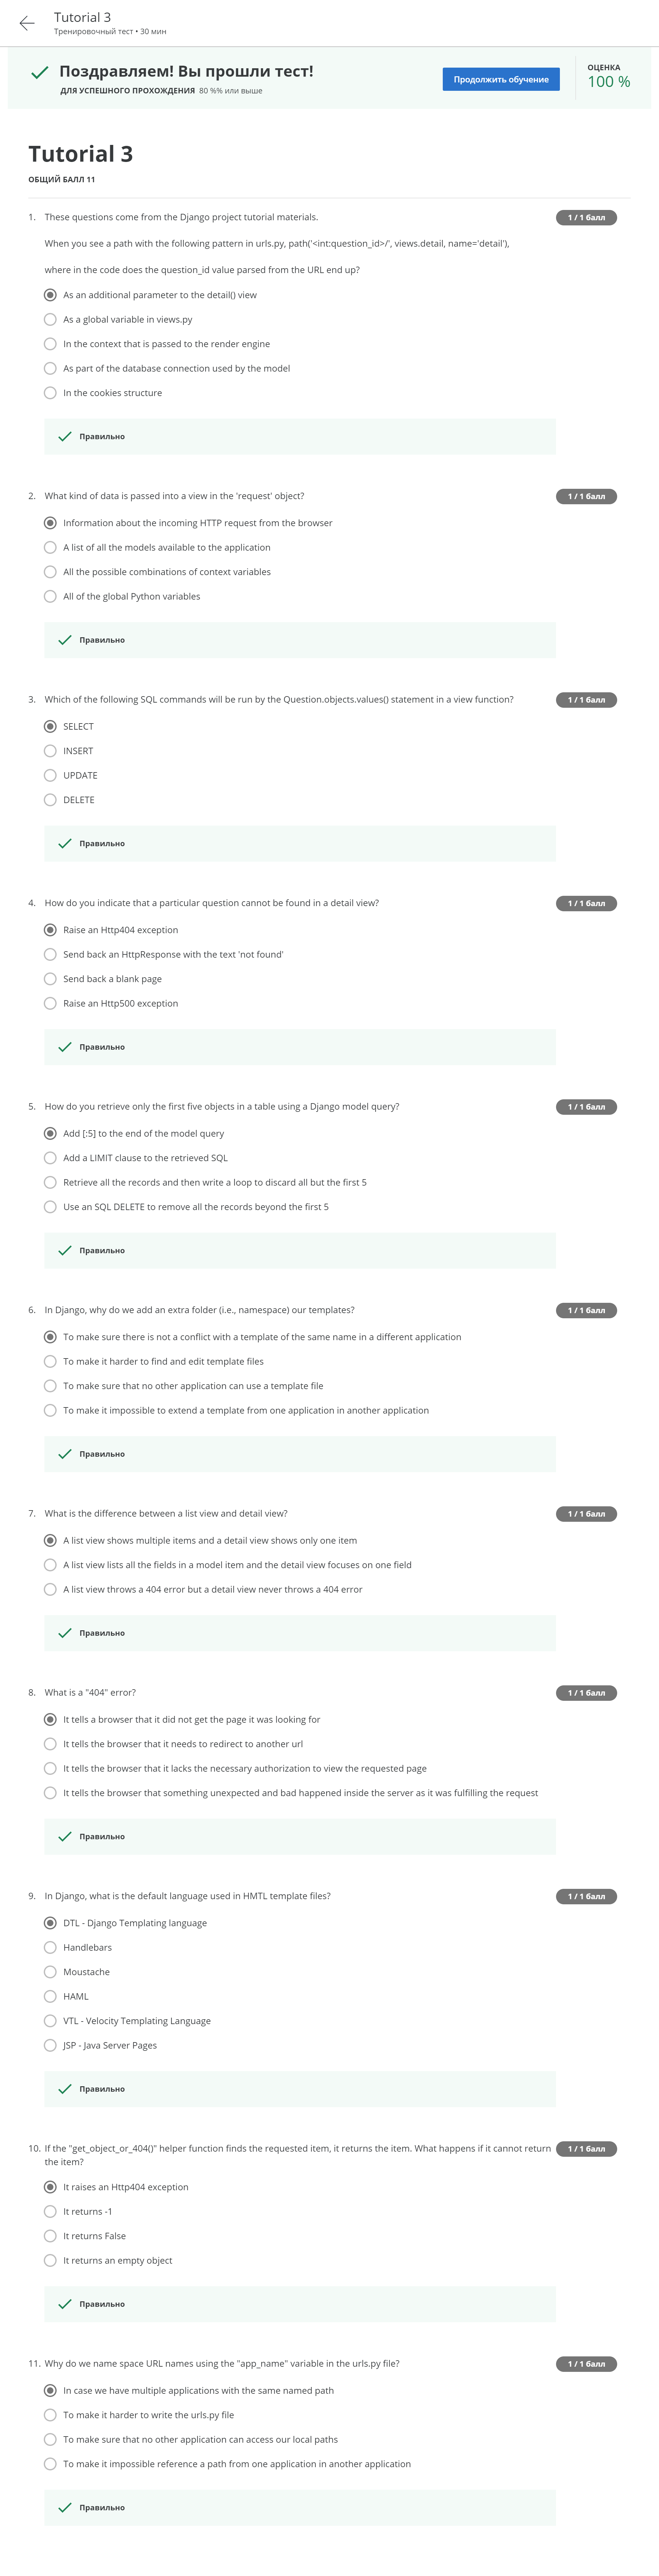 Tutorial 3
Тренировочный тест • 30 мин
Поздравляем! Вы прошли тест!
ДЛЯ УСПЕШНОГО ПРОХОЖДЕНИЯ 80 %% или выше
Продолжить обучение
ОЦЕНКА
100 %
Tutorial 3
ОБЩИЙ БАЛЛ 11
1. These questions come from the Django project tutorial materials.
1 / 1 балл
When you see a path with the following pattern in urls.py, path('<int:question_id>/', views.detail, name='detail'),
where in the code does the question_id value parsed from the URL end up?
As an additional parameter to the detail() view
As a global variable in views.py
In the context that is passed to the render engine
As part of the database connection used by the model
In the cookies structure
Правильно
2. What kind of data is passed into a view in the 'request' object?
1 / 1 балл
Information about the incoming HTTP request from the browser
A list of all the models available to the application
All the possible combinations of context variables
All of the global Python variables
Правильно
3. Which of the following SQL commands will be run by the Question.objects.values() statement in a view function?
1 / 1 балл
SELECT
INSERT
UPDATE
DELETE
Правильно
4. How do you indicate that a particular question cannot be found in a detail view?
1 / 1 балл
Raise an Http404 exception
Send back an HttpResponse with the text 'not found'
Send back a blank page
Raise an Http500 exception
Правильно
5. How do you retrieve only the first five objects in a table using a Django model query?
1 / 1 балл
Add [:5] to the end of the model query
Add a LIMIT clause to the retrieved SQL
Retrieve all the records and then write a loop to discard all but the first 5
Use an SQL DELETE to remove all the records beyond the first 5
Правильно
6. In Django, why do we add an extra folder (i.e., namespace) our templates?
1 / 1 балл
To make sure there is not a conflict with a template of the same name in a different application
To make it harder to find and edit template files
To make sure that no other application can use a template file
To make it impossible to extend a template from one application in another application
Правильно
7. What is the difference between a list view and detail view?
1 / 1 балл
A list view shows multiple items and a detail view shows only one item
A list view lists all the fields in a model item and the detail view focuses on one field
A list view throws a 404 error but a detail view never throws a 404 error
Правильно
8. What is a "404" error?
1 / 1 балл
It tells a browser that it did not get the page it was looking for
It tells the browser that it needs to redirect to another url
It tells the browser that it lacks the necessary authorization to view the requested page
It tells the browser that something unexpected and bad happened inside the server as it was fulfilling the request
Правильно
9. In Django, what is the default language used in HMTL template files?
1 / 1 балл
DTL - Django Templating language
Handlebars
Moustache
HAML
VTL - Velocity Templating Language
JSP - Java Server Pages
Правильно
10. If the "get_object_or_404()" helper function finds the requested item, it returns the item. What happens if it cannot return
1 / 1 балл
the item?
It raises an Http404 exception
It returns -1
It returns False
It returns an empty object
Правильно
11. Why do we name space URL names using the "app_name" variable in the urls.py file?
1 / 1 балл
In case we have multiple applications with the same named path
To make it harder to write the urls.py file
To make sure that no other application can access our local paths
To make it impossible reference a path from one application in another application
Правильно